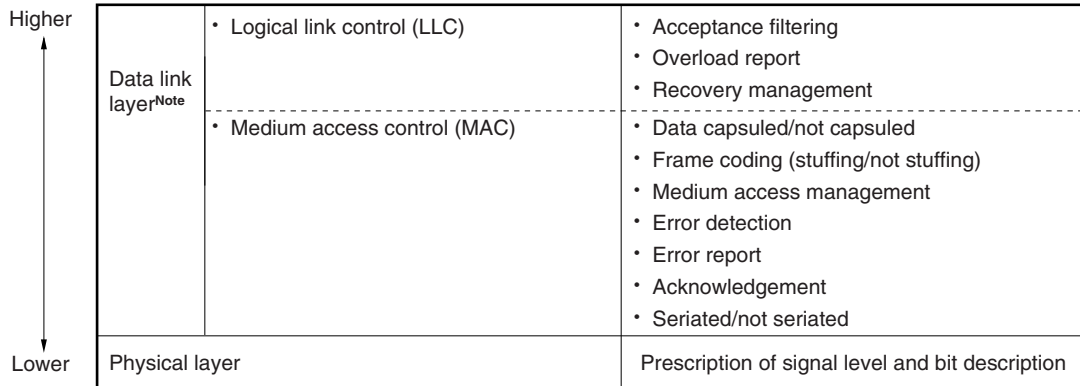 Higher
Data link
layerNote
• Logical link control (LLC)
• Acceptance filtering
• Overload report
• Recovery management
• Medium access control (MAC)
• Data capsuled/not capsuled
• Frame coding (stuffing/not stuffing)
• Medium access management
• Error detection
• Error report
• Acknowledgement
• Seriated/not seriated
Lower
Physical layer
Prescription of signal level and bit description